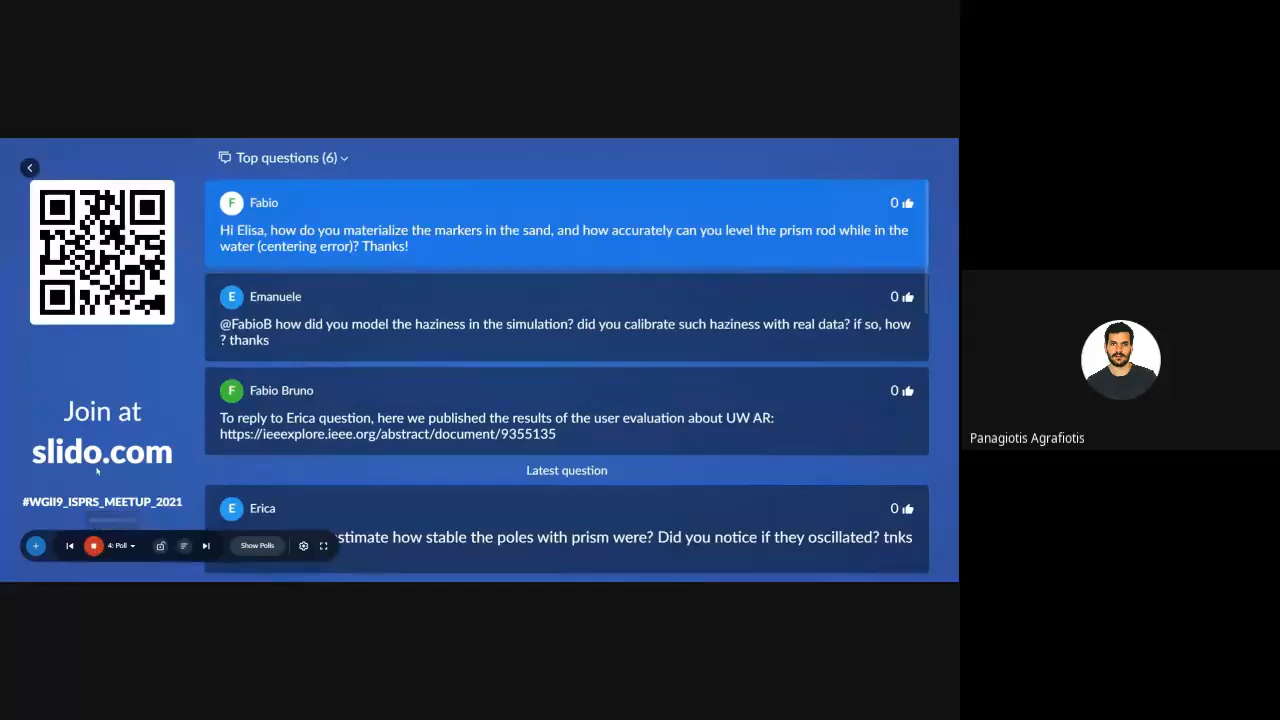 Top questions (6)
F Fabio 0
Hi Elisa, how do you materialize the markers in the sand, and how accurately can you level the prism rod while in the
water (centering error)? Thanks!
E Emanuele 0
@FabioB how did you model the haziness in the simulation? did you calibrate such haziness with real data? if so, how
? thanks
F Fabio Bruno 0
To reply to Erica question, here we published the results of the user evaluation about UW AR:
https://ieeexplore.ieee.org/abstract/document/9355135
Latest question
E Erica 0
stimate how stable the poles with prism were? Did you notice if they oscillated? tnks
Join at
slido.com
#WGII9_ISPRS_MEETUP_2021
4: Poll
Show Polls
Panagiotis Agrafiotis